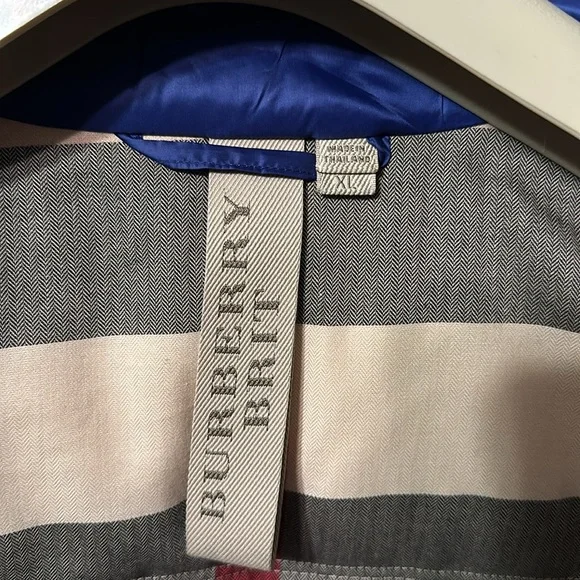 BURBERRY
BRIT
MADE IN
THAILAND
XL